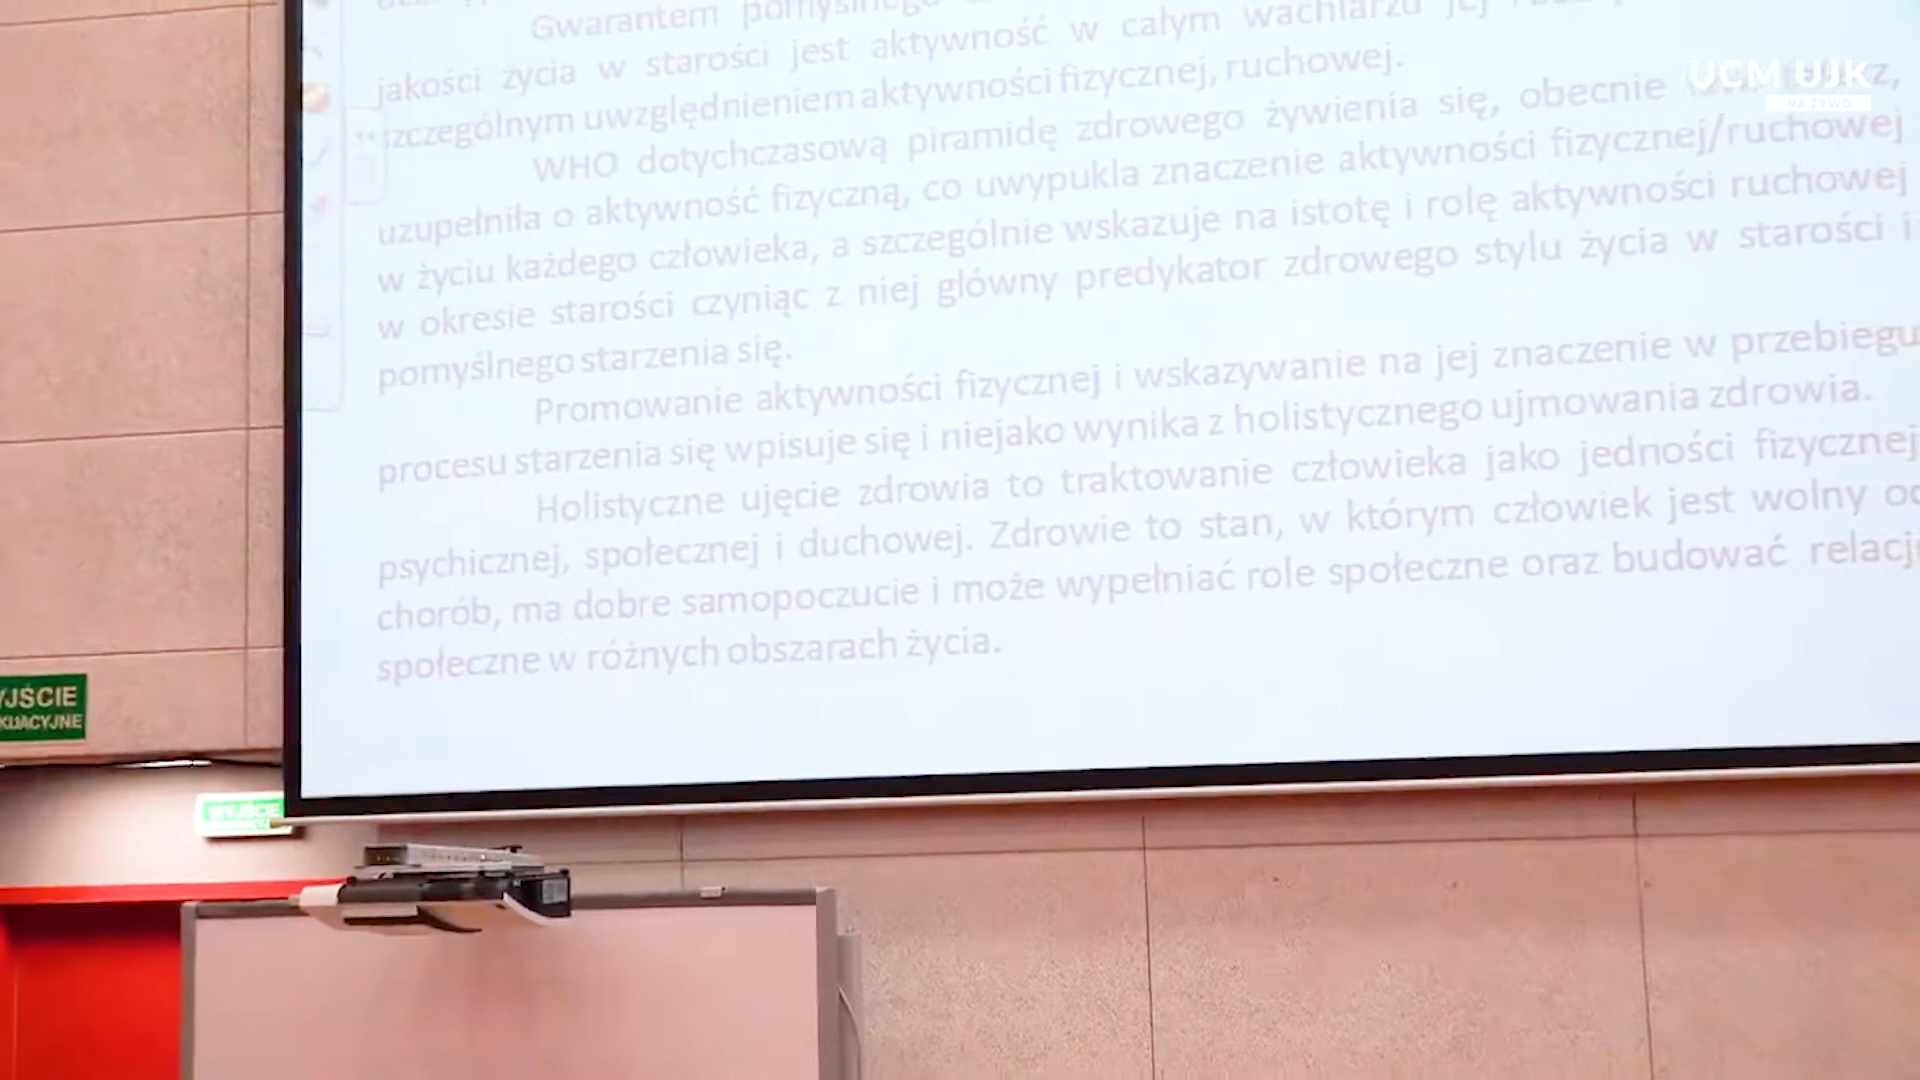 Gwarantem pomyślnego
jakości życia w starości jest aktywność w całym wachlarzu jej
szczególnym uwzględnieniem aktywności fizycznej, ruchowej.
WHO dotychczasową piramidę zdrowego żywienia się, obecnie
uzupełniła o aktywność fizyczną, co uwypukla znaczenie aktywności fizycznej/ruchowej
w życiu każdego człowieka, a szczególnie wskazuje na istotę i rolę aktywności ruchowej
w okresie starości czyniąc z niej główny predykator zdrowego stylu życia w starości i
pomyślnego starzenia się.
Promowanie aktywności fizycznej i wskazywanie na jej znaczenie w przebiegu
procesu starzenia się wpisuje się i niejako wynika z holistycznego ujmowania zdrowia.
Holistyczne ujęcie zdrowia to traktowanie człowieka jako jedności fizycznej
psychicznej, społecznej i duchowej. Zdrowie to stan, w którym człowiek jest wolny od
chorób, ma dobre samopoczucie i może wypełniać role społeczne oraz budować relacje
społeczne w różnych obszarach życia.
UCM UJK
NA ŻYWO
YJŚCIE
KUACYJNE
WYJŚCIE